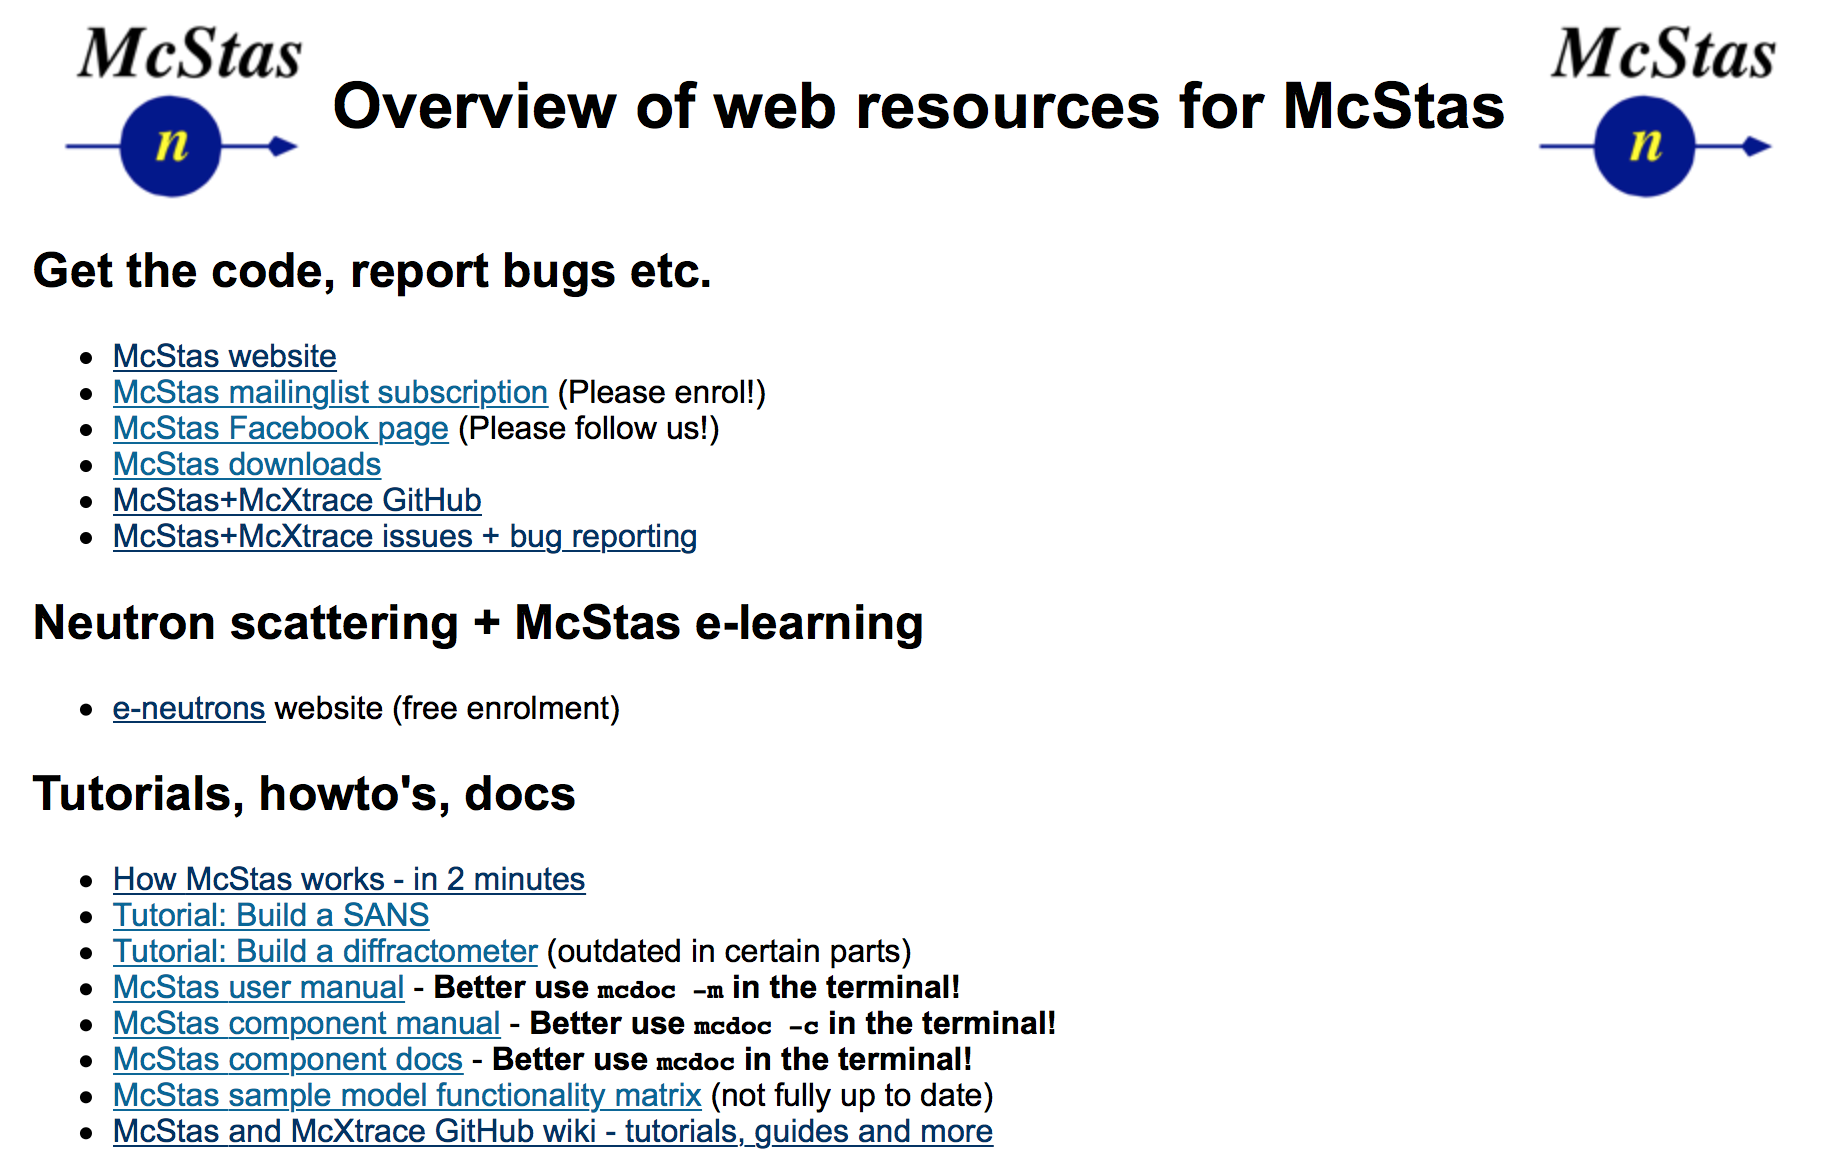 McStas
n
Overview of web resources for McStas
McStas
n
Get the code, report bugs etc.
McStas website
McStas mailinglist subscription (Please enrol!)
McStas Facebook page (Please follow us!)
McStas downloads
McStas+McXtrace GitHub
McStas+McXtrace issues + bug reporting
Neutron scattering + McStas e-learning
e-neutrons website (free enrolment)
Tutorials, howto's, docs
How McStas works - in 2 minutes
Tutorial: Build a SANS
Tutorial: Build a diffractometer (outdated in certain parts)
McStas user manual - Better use mcdoc -m in the terminal!
McStas component manual - Better use mcdoc -c in the terminal!
McStas component docs - Better use mcdoc in the terminal!
McStas sample model functionality matrix (not fully up to date)
McStas and McXtrace GitHub wiki - tutorials, guides and more